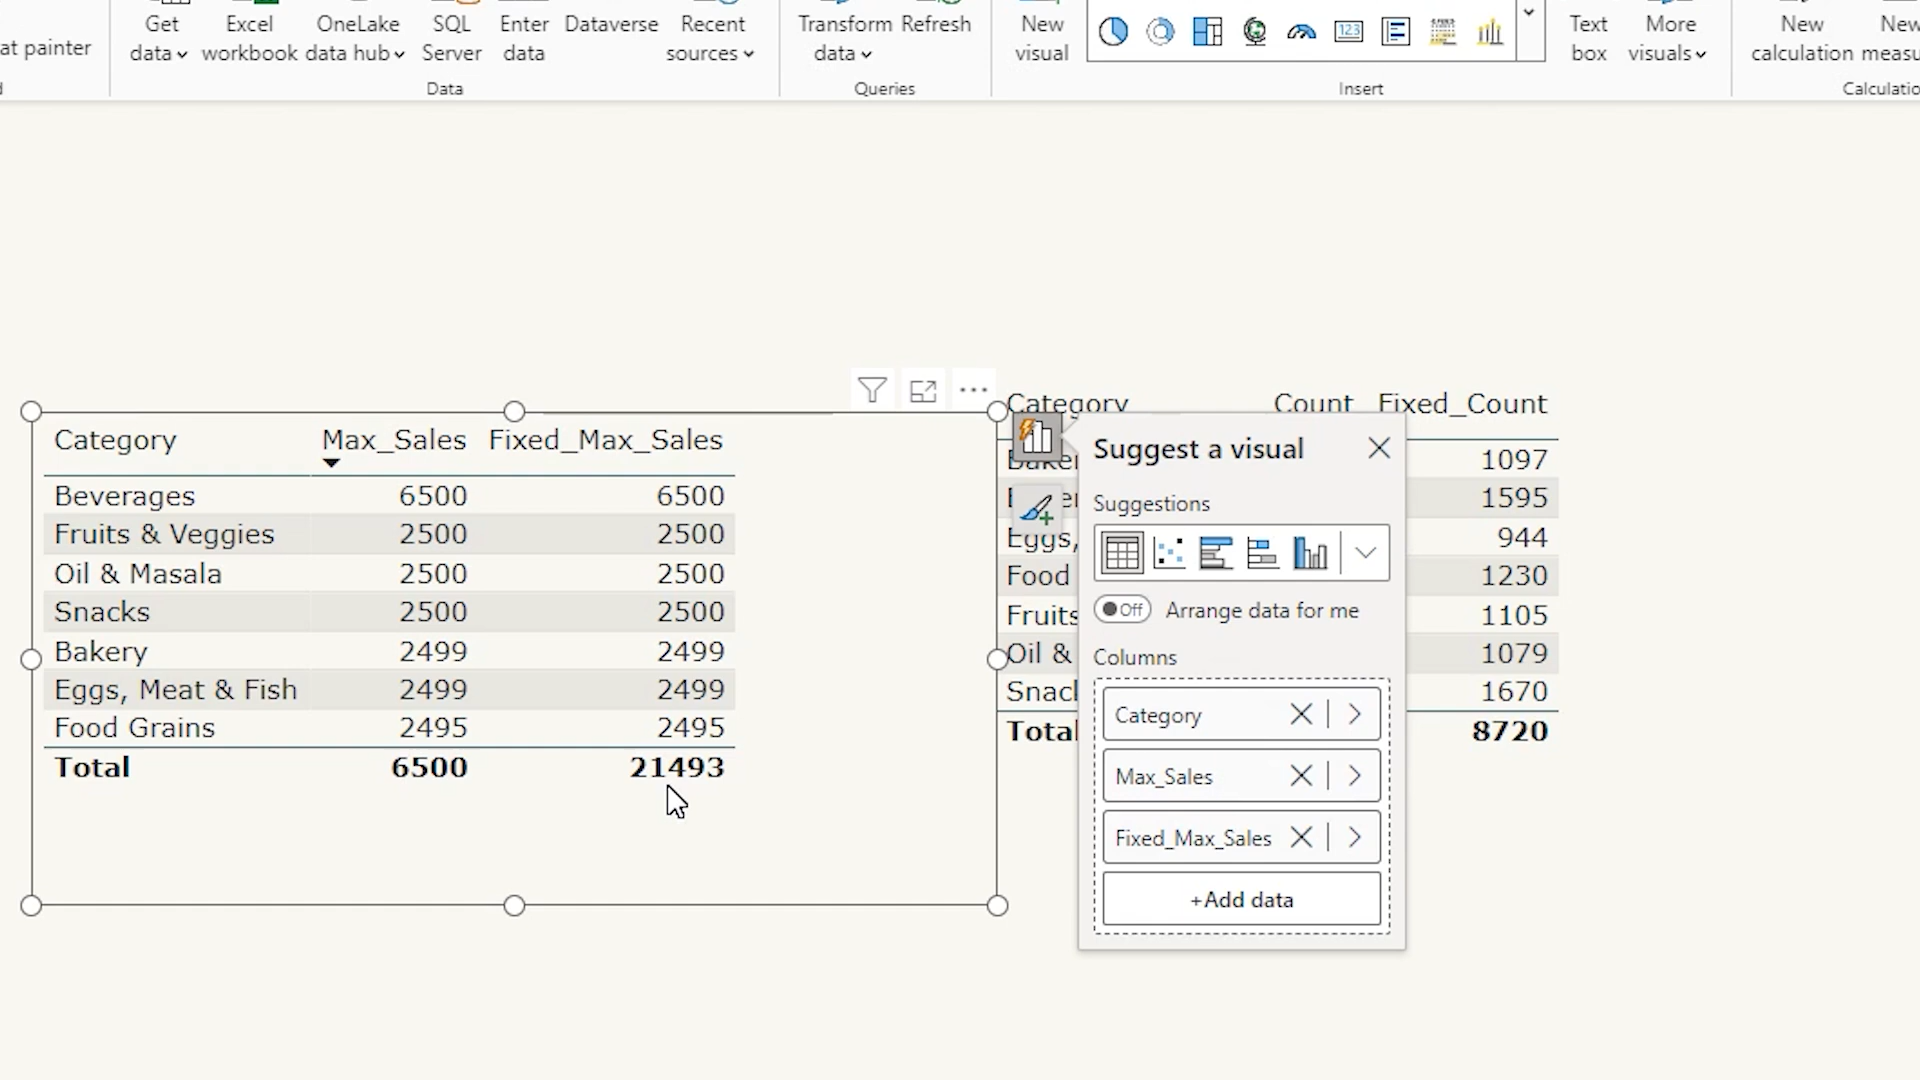 at painter
Get data
Excel workbook
OneLake data hub
SQL Server
Enter data
Dataverse
Recent sources
Data
Transform data
Refresh
Queries
New visual
123
Insert
Text box
More visuals
New calculation
New
Category Max_Sales Fixed_Max_Sales
Beverages 6500 6500
Fruits & Veggies 2500 2500
Oil & Masala 2500 2500
Snacks 2500 2500
Bakery 2499 2499
Eggs, Meat & Fish 2499 2499
Food Grains 2495 2495
Total 6500 21493
Category Count Fixed_Count
1097
1595
Eggs, 944
Food 1230
Fruits 1105
Oil & 1079
1670
Total 8720
Suggest a visual
Suggestions
Off Arrange data for me
Columns
Category
Max_Sales
Fixed_Max_Sales
+Add data